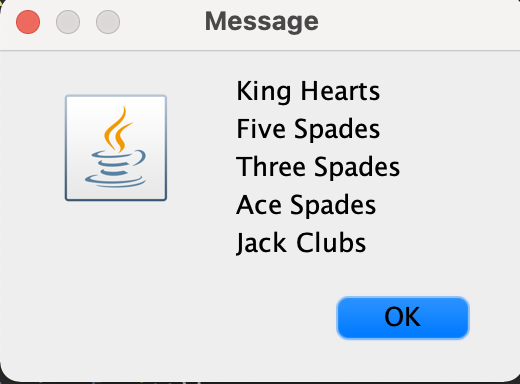 Message
King Hearts
Five Spades
Three Spades
Ace Spades
Jack Clubs
OK